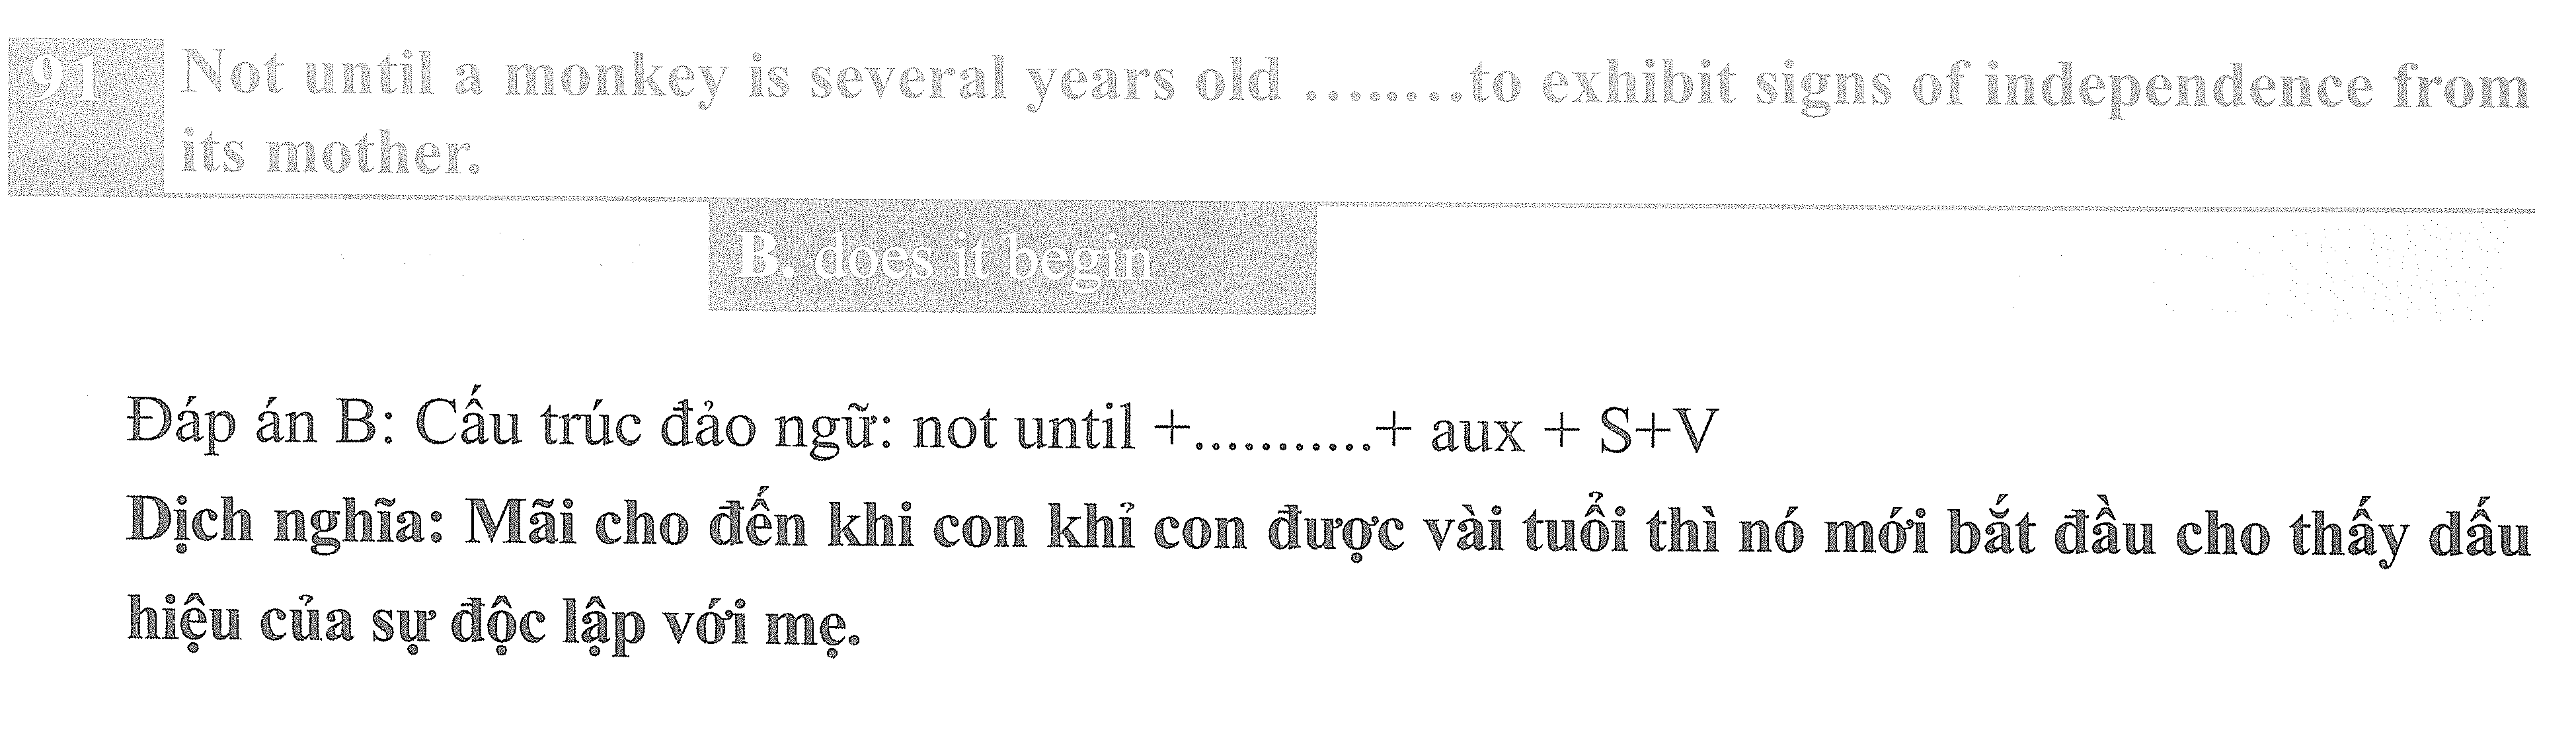 91 Not until a monkey is several years old ........to exhibit signs of independence from
its mother.
B. does it begin
Đáp án B: Cấu trúc đảo ngữ: not until +...........+ aux + S+V
Dịch nghĩa: Mãi cho đến khi con khỉ con được vài tuổi thì nó mới bắt đầu cho thấy dấu
hiệu của sự độc lập với mẹ.